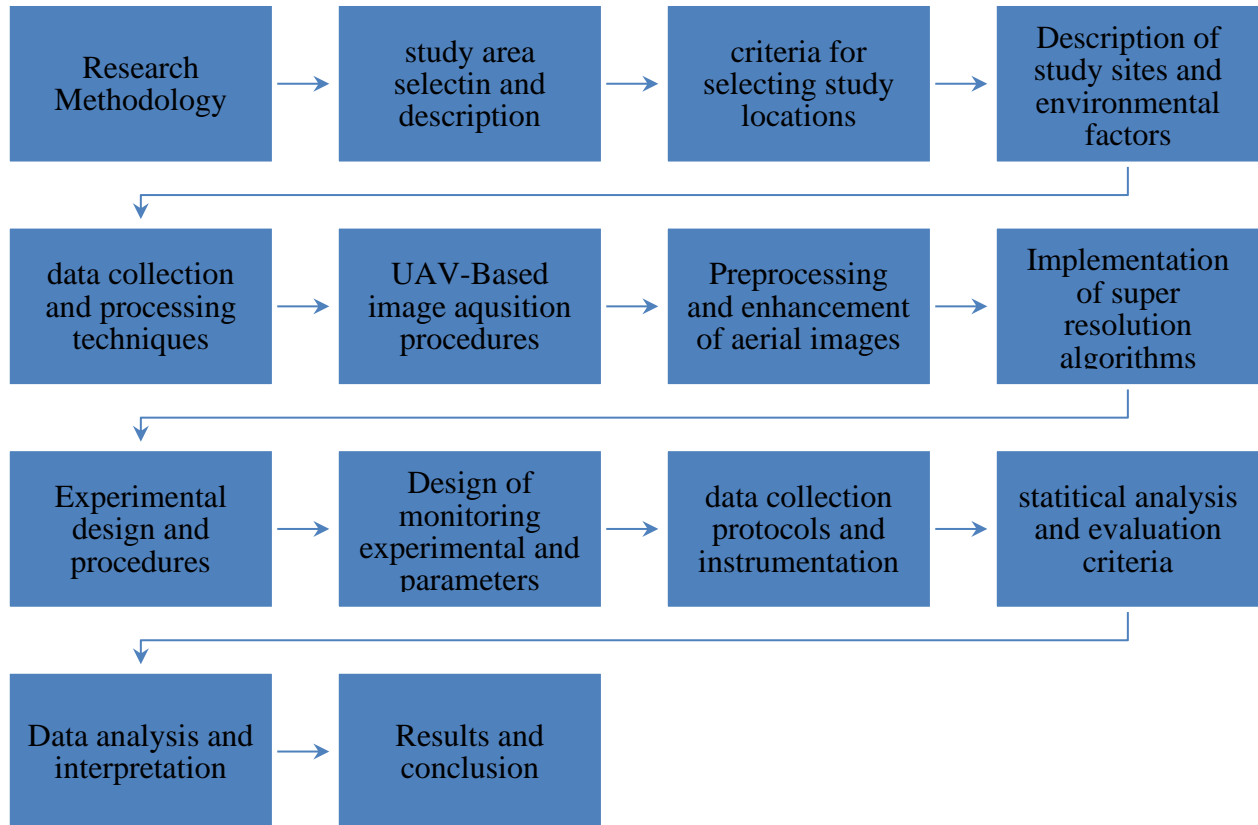 Research
Methodology
study area
selectin and
description
criteria for
selecting study
locations
Description of
study sites and
environmental
factors
data collection
and processing
techniques
UAV-Based
image aqusition
procedures
Preprocessing
and enhancement
of aerial images
Implementation
of super
resolution
algorithms
Experimental
design and
procedures
Design of
monitoring
experimental and
parameters
data collection
protocols and
instrumentation
statitical analysis
and evaluation
criteria
Data analysis and
interpretation
Results and
conclusion